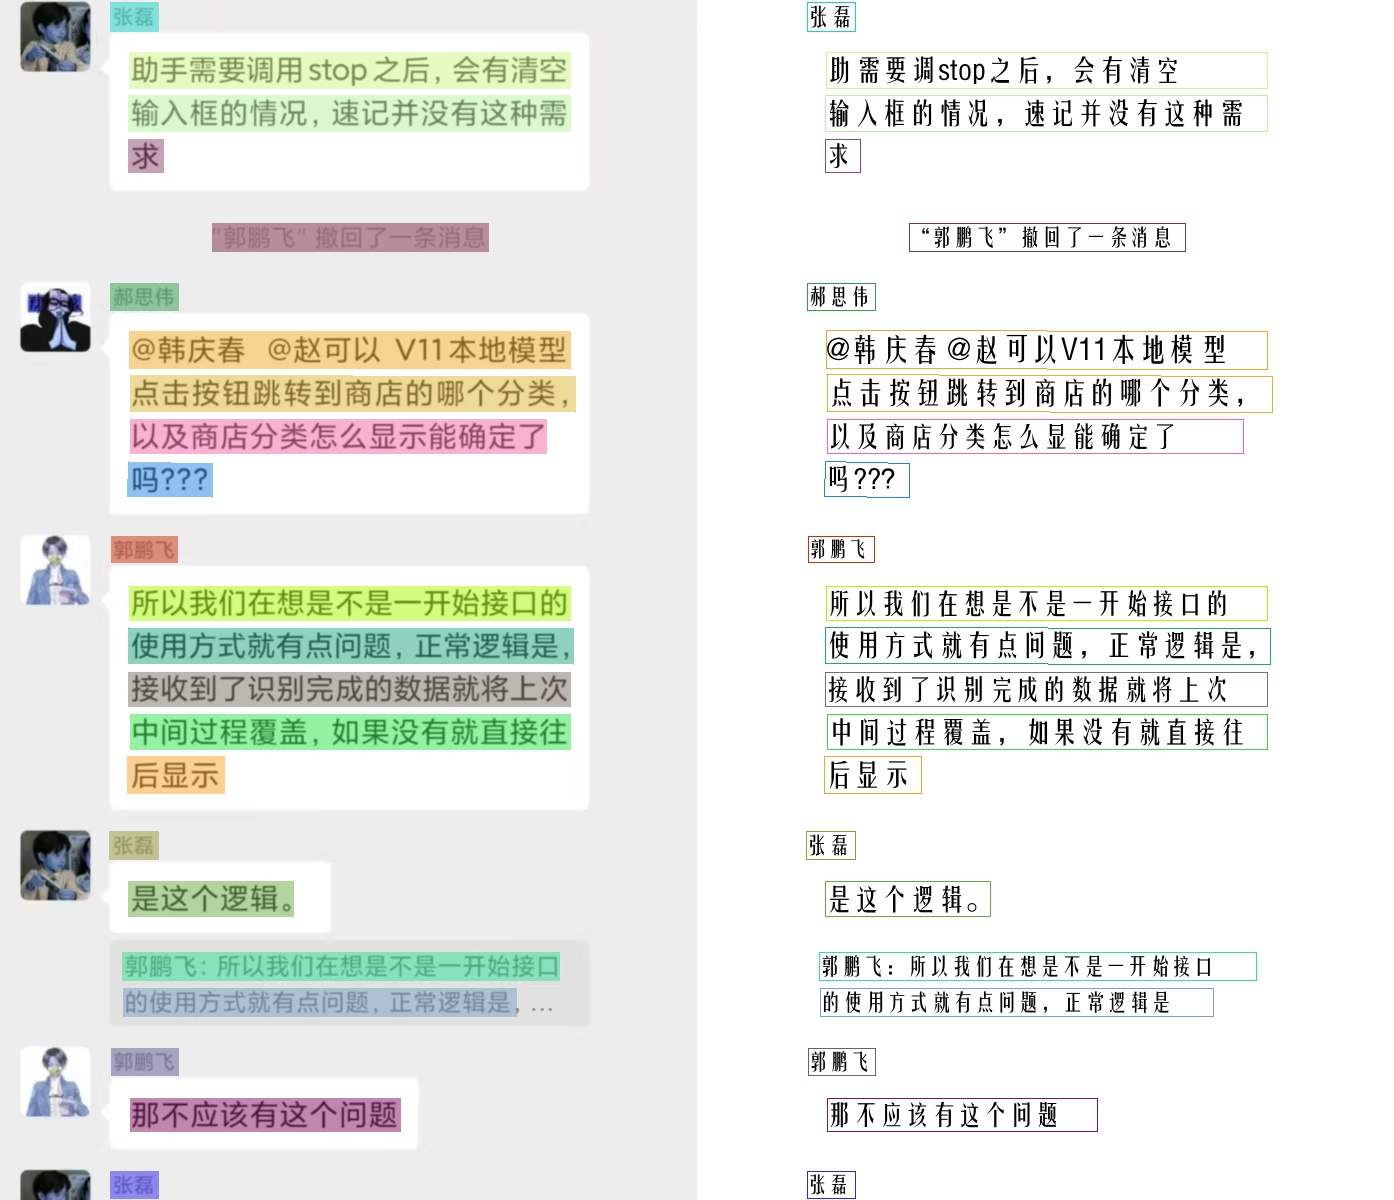 张磊
助手需要调用stop之后，会有清空
输入框的情况，速记并没有这种需
求
"郭鹏飞"撤回了一条消息
郝思伟
@韩庆春 @赵可以 V11本地模型
点击按钮跳转到商店的哪个分类，
以及商店分类怎么显示能确定了
吗???
郭鹏飞
所以我们在想是不是一开始接口的
使用方式就有点问题，正常逻辑是，
接收到了识别完成的数据就将上次
中间过程覆盖，如果没有就直接往
后显示
张磊
是这个逻辑。
郭鹏飞：所以我们在想是不是一开始接口
的使用方式就有点问题，正常逻辑是，...
郭鹏飞
那不应该有这个问题
张磊
张磊
助需要调stop之后，会有清空
输入框的情况，速记并没有这种需
求
“郭鹏飞”撤回了一条消息
郝思伟
@韩庆春@赵可以V11本地模型
点击按钮跳转到商店的哪个分类，
以及商店分类怎么显能确定了
吗???
郭鹏飞
所以我们在想是不是一开始接口的
使用方式就有点问题，正常逻辑是，
接收到了识别完成的数据就将上次
中间过程覆盖，如果没有就直接往
后显示
张磊
是这个逻辑。
郭鹏飞：所以我们在想是不是一开始接口
的使用方式就有点问题，正常逻辑是
郭鹏飞
那不应该有这个问题
张磊